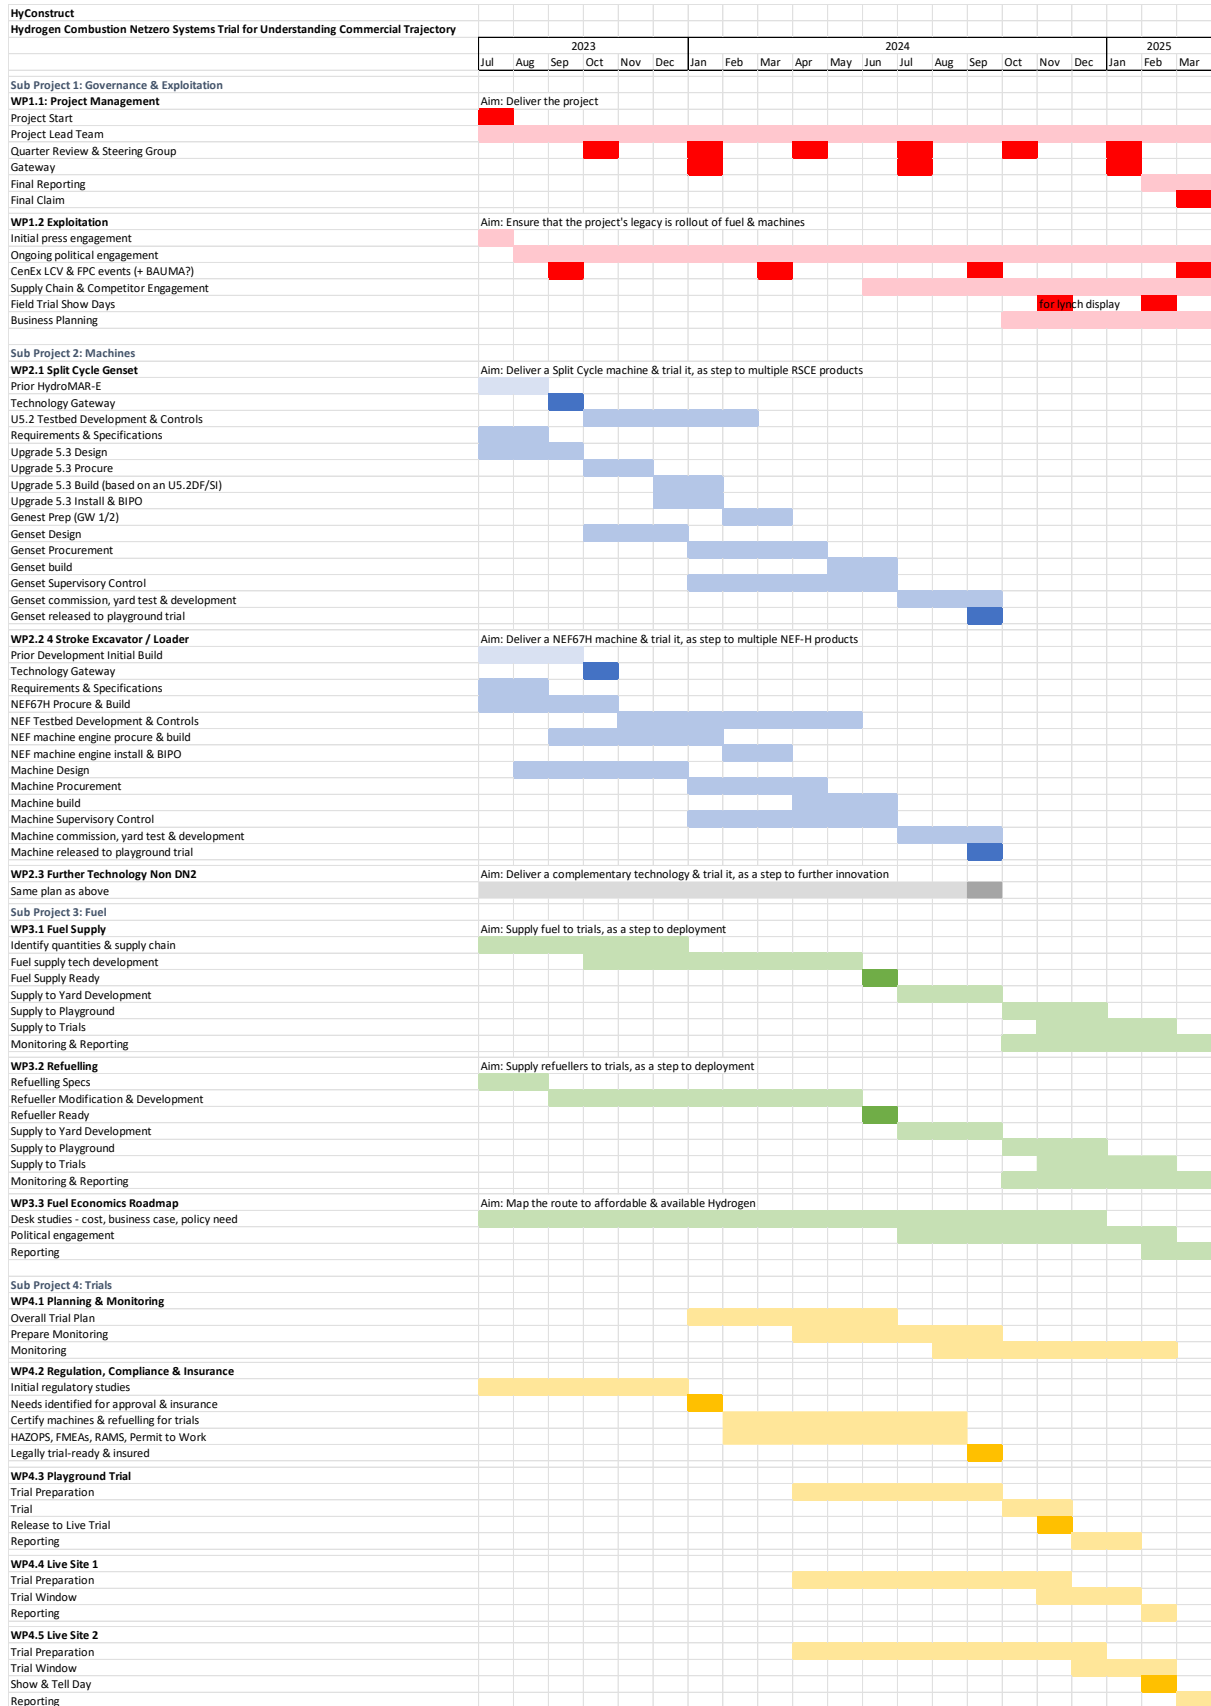 HyConstruct
Hydrogen Combustion Netzero Systems Trial for Understanding Commercial Trajectory
2023 2024 2025
Jul Aug Sep Oct Nov Dec Jan Feb Mar Apr May Jun Jul Aug Sep Oct Nov Dec Jan Feb Mar
Sub Project 1: Governance & Exploitation
WP1.1: Project Management Aim: Deliver the project
Project Start
Project Lead Team
Quarter Review & Steering Group
Gateway
Final Reporting
Final Claim
WP1.2 Exploitation Aim: Ensure that the project's legacy is rollout of fuel & machines
Initial press engagement
Ongoing political engagement
CenEx LCV & FPC events (+ BAUMA?)
Supply Chain & Competitor Engagement
Field Trial Show Days for lynch display
Business Planning
Sub Project 2: Machines
WP2.1 Split Cycle Genset Aim: Deliver a Split Cycle machine & trial it, as step to multiple RSCE products
Prior HydroMAR-E
Technology Gateway
U5.2 Testbed Development & Controls
Requirements & Specifications
Upgrade 5.3 Design
Upgrade 5.3 Procure
Upgrade 5.3 Build (based on an U5.2DF/SI)
Upgrade 5.3 Install & BIPO
Genest Prep (GW 1/2)
Genset Design
Genset Procurement
Genset build
Genset Supervisory Control
Genset commission, yard test & development
Genset released to playground trial
WP2.2 4 Stroke Excavator / Loader Aim: Deliver a NEF67H machine & trial it, as step to multiple NEF-H products
Prior Development Initial Build
Technology Gateway
Requirements & Specifications
NEF67H Procure & Build
NEF Testbed Development & Controls
NEF machine engine procure & build
NEF machine engine install & BIPO
Machine Design
Machine Procurement
Machine build
Machine Supervisory Control
Machine commission, yard test & development
Machine released to playground trial
WP2.3 Further Technology Non DN2 Aim: Deliver a complementary technology & trial it, as a step to further innovation
Same plan as above
Sub Project 3: Fuel
WP3.1 Fuel Supply Aim: Supply fuel to trials, as a step to deployment
Identify quantities & supply chain
Fuel supply tech development
Fuel Supply Ready
Supply to Yard Development
Supply to Playground
Supply to Trials
Monitoring & Reporting
WP3.2 Refuelling Aim: Supply refuellers to trials, as a step to deployment
Refuelling Specs
Refueller Modification & Development
Refueller Ready
Supply to Yard Development
Supply to Playground
Supply to Trials
Monitoring & Reporting
WP3.3 Fuel Economics Roadmap Aim: Map the route to affordable & available Hydrogen
Desk studies - cost, business case, policy need
Political engagement
Reporting
Sub Project 4: Trials
WP4.1 Planning & Monitoring
Overall Trial Plan
Prepare Monitoring
Monitoring
WP4.2 Regulation, Compliance & Insurance
Initial regulatory studies
Needs identified for approval & insurance
Certify machines & refuelling for trials
HAZOPS, FMEAs, RAMS, Permit to Work
Legally trial-ready & insured
WP4.3 Playground Trial
Trial Preparation
Trial
Release to Live Trial
Reporting
WP4.4 Live Site 1
Trial Preparation
Trial Window
Reporting
WP4.5 Live Site 2
Trial Preparation
Trial Window
Show & Tell Day
Reporting